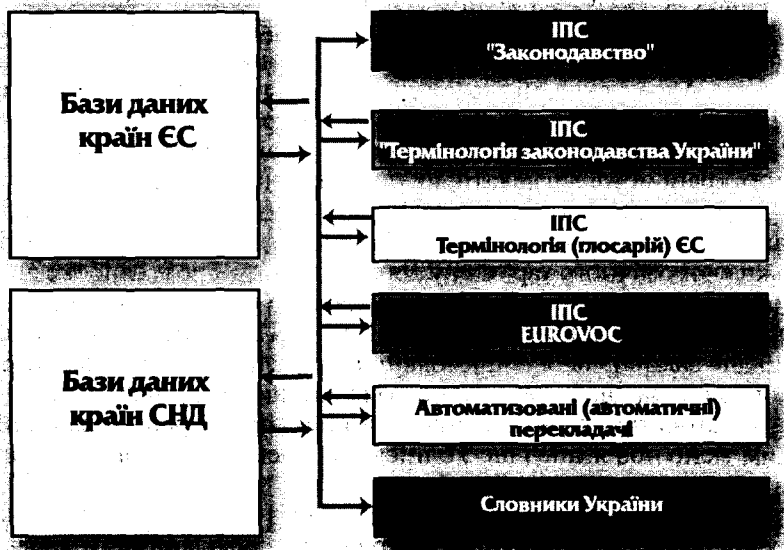 Бази даних
країн ЄС
Бази даних
країн СНД
ІПС
"Законодавство"
ІПС
"Термінологія законодавства України"
ІПС
Термінологія (глосарій) ЄС
ІПС
EUROVOC
Автоматизовані (автоматичні)
перекладачі
Словники України